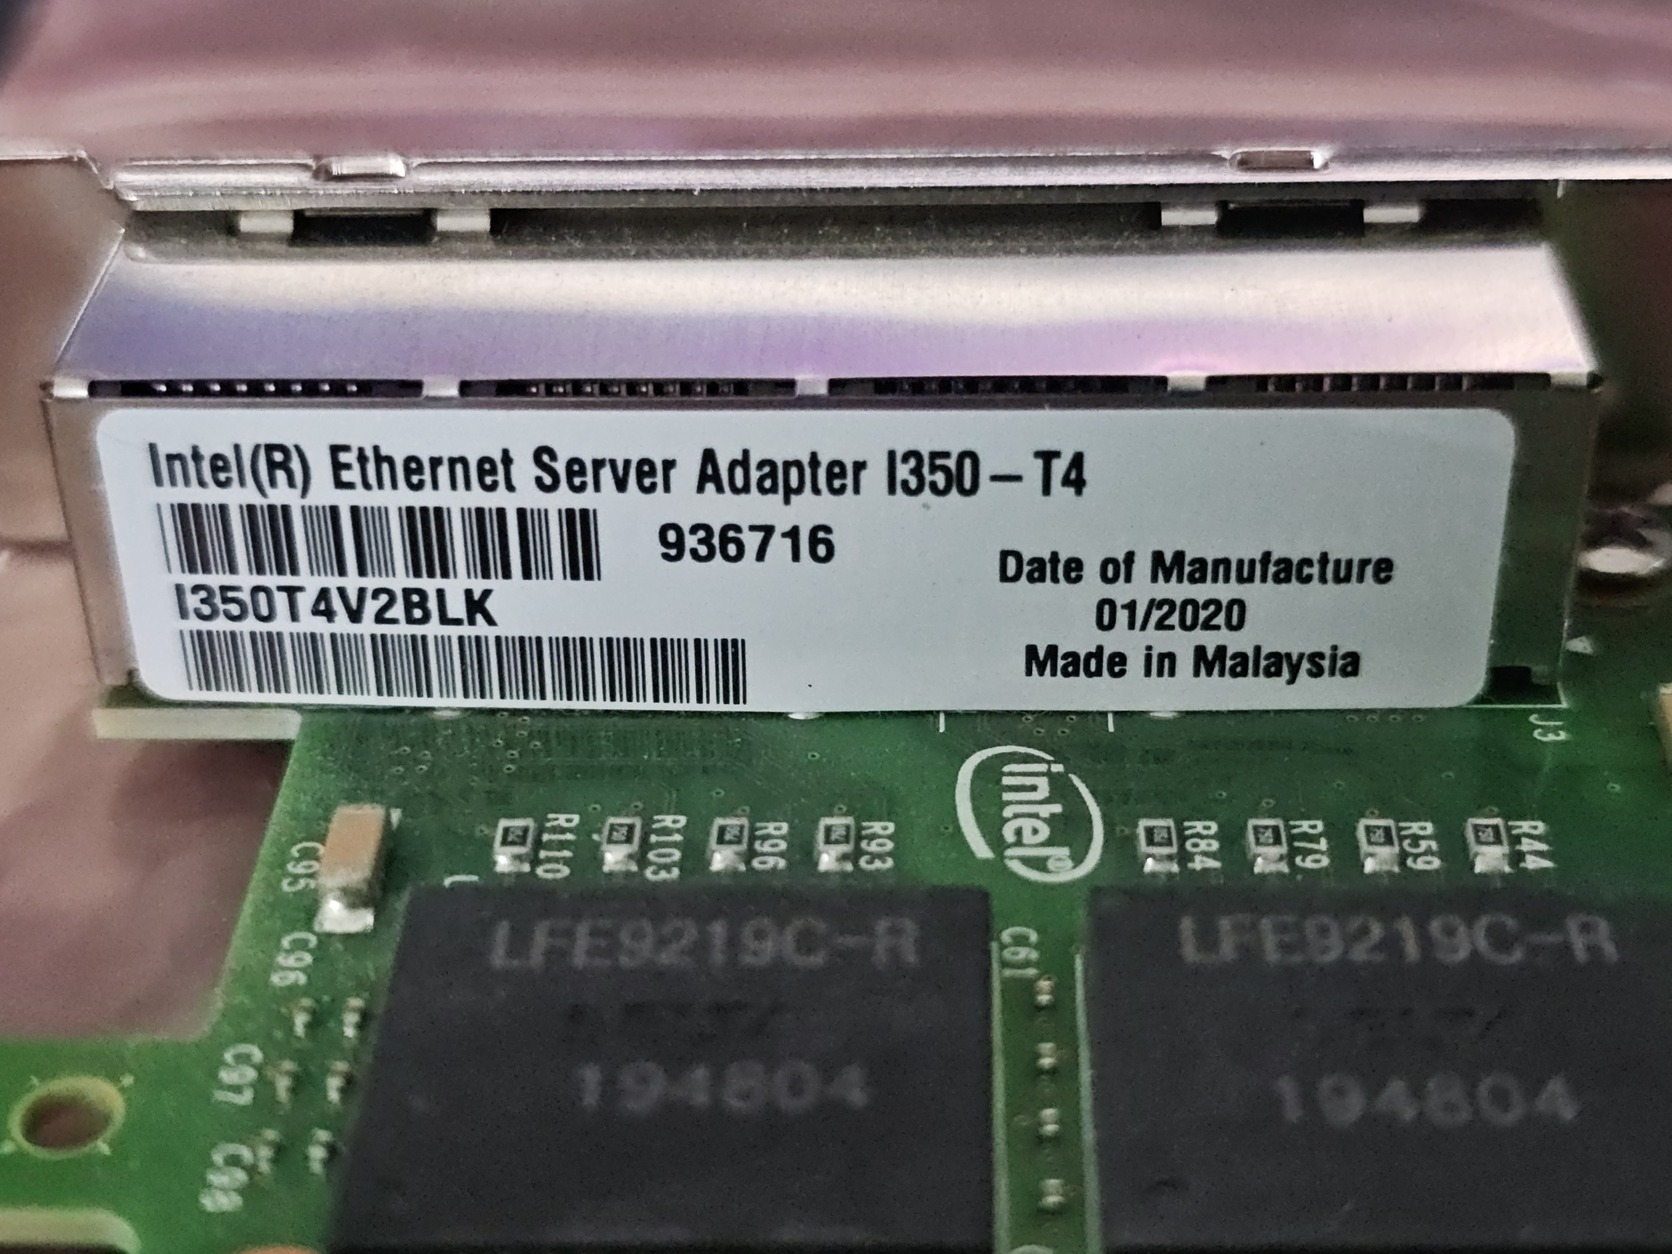 Intel(R) Ethernet Server Adapter I350-T4
936716
I350T4V2BLK
Date of Manufacture
01/2020
Made in Malaysia
J3
intel®
R110
R103
R96
R93
R84
R79
R59
R44
C95
C96
C97
C98
C61
LFE9219C-R
194804
LFE9219C-R
194804